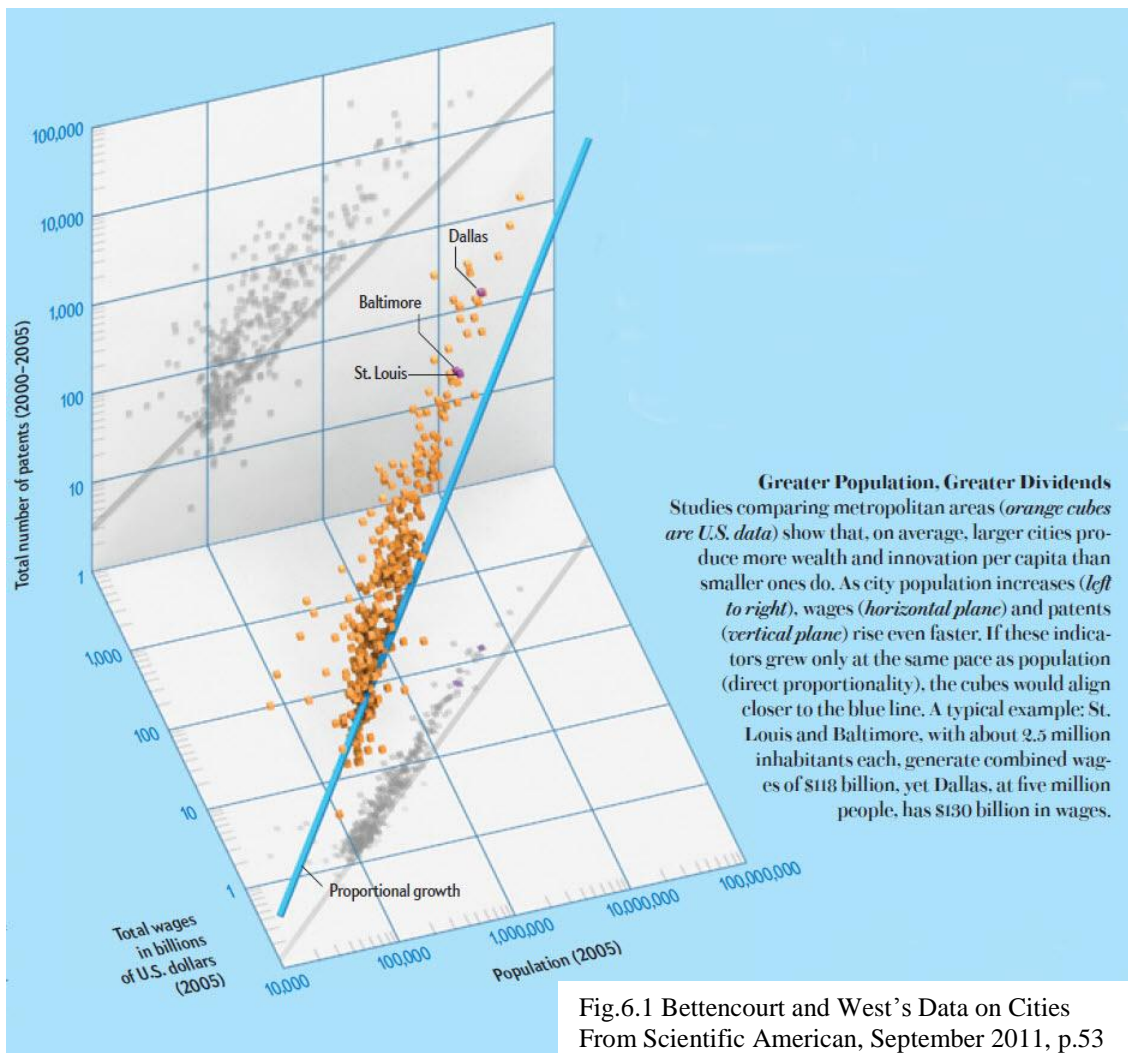 100,000
10,000
1,000
100
10
1
Total number of patents (2000–2005)
Dallas
Baltimore
St. Louis
1,000
100
10
1
Total wages
in billions
of U.S. dollars
(2005)
Proportional growth
10,000
100,000
1,000,000
10,000,000
100,000,000
Population (2005)
Greater Population, Greater Dividends
Studies comparing metropolitan areas (orange cubes
are U.S. data) show that, on average, larger cities pro-
duce more wealth and innovation per capita than
smaller ones do. As city population increases (left
to right), wages (horizontal plane) and patents
(vertical plane) rise even faster. If these indica-
tors grew only at the same pace as population
(direct proportionality), the cubes would align
closer to the blue line. A typical example: St.
Louis and Baltimore, with about 2.5 million
inhabitants each, generate combined wag-
es of $118 billion, yet Dallas, at five million
people, has $130 billion in wages.
Fig.6.1 Bettencourt and West’s Data on Cities
From Scientific American, September 2011, p.53